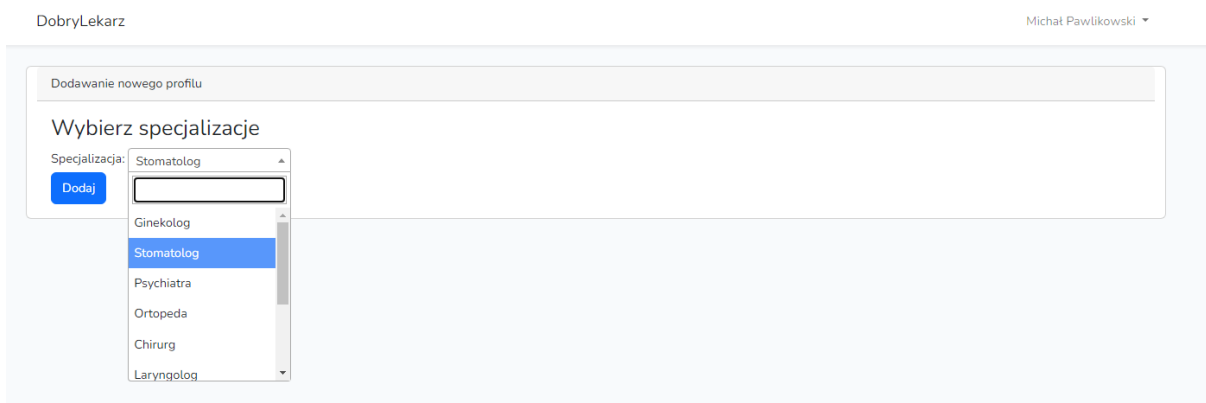 DobryLekarz
Michał Pawlikowski
Dodawanie nowego profilu
Wybierz specjalizacje
Specjalizacja: Stomatolog
Dodaj
Ginekolog
Stomatolog
Psychiatra
Ortopeda
Chirurg
Laryngolog